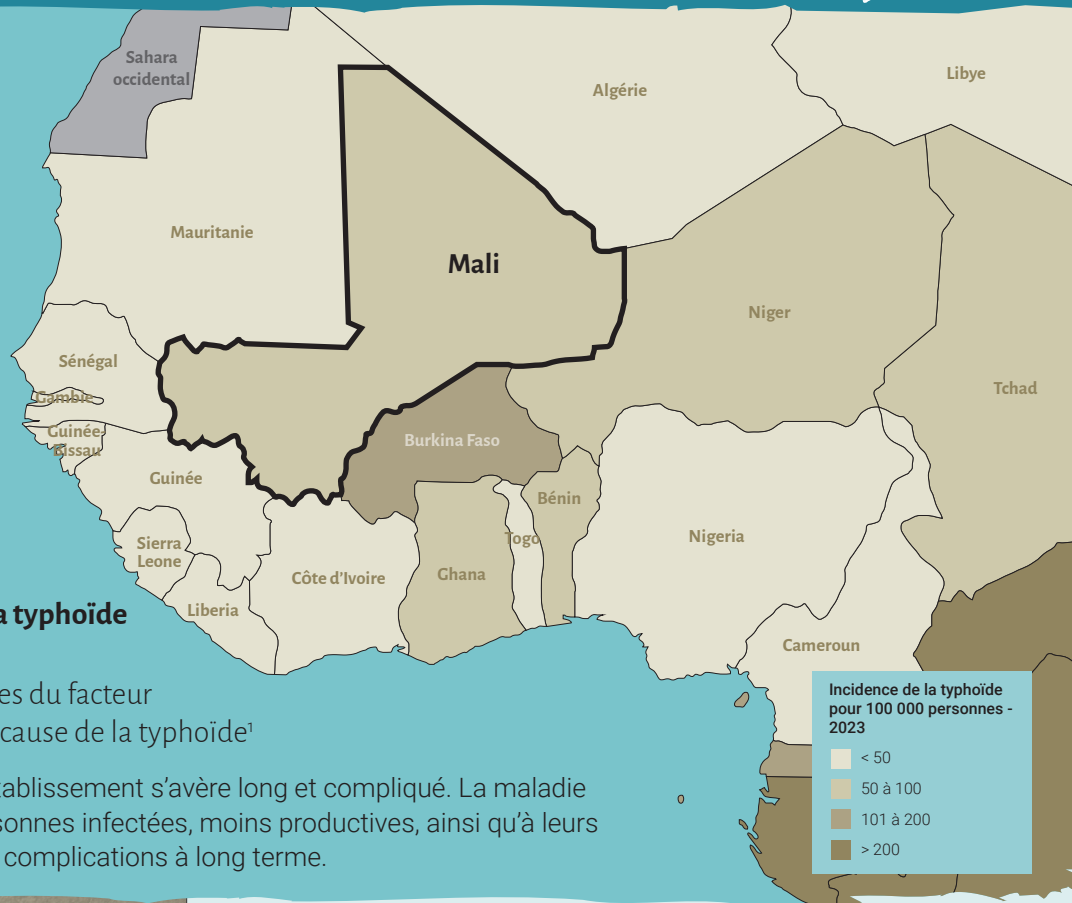 Sahara
occidental
Algérie
Libye
Mauritanie
Mali
Niger
Tchad
Sénégal
Gambie
Guinée-
Bissau
Burkina Faso
Guinée
Bénin
Nigeria
Togo
Sierra
Leone
Côte d'Ivoire
Ghana
Liberia
Cameroun
a typhoïde
es du facteur
cause de la typhoïde¹
tablissement s'avère long et compliqué. La maladie
sonnes infectées, moins productives, ainsi qu'à leurs
complications à long terme.
Incidence de la typhoïde
pour 100 000 personnes -
2023
< 50
50 à 100
101 à 200
> 200